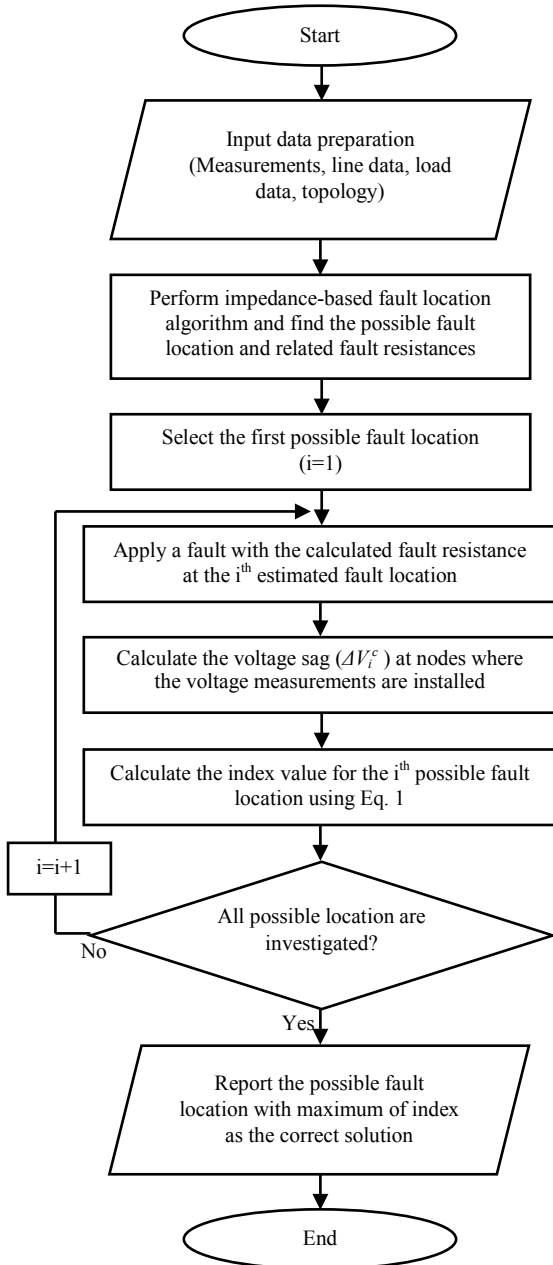 Start
Input data preparation
(Measurements, line data, load
data, topology)
Perform impedance-based fault location
algorithm and find the possible fault
location and related fault resistances
Select the first possible fault location
(i=1)
Apply a fault with the calculated fault resistance
at the iᵗʰ estimated fault location
Calculate the voltage sag (ΔVᵢᶜ ) at nodes where
the voltage measurements are installed
Calculate the index value for the iᵗʰ possible fault
location using Eq. 1
i=i+1
All possible location are
investigated?
No
Yes
Report the possible fault
location with maximum of index
as the correct solution
End